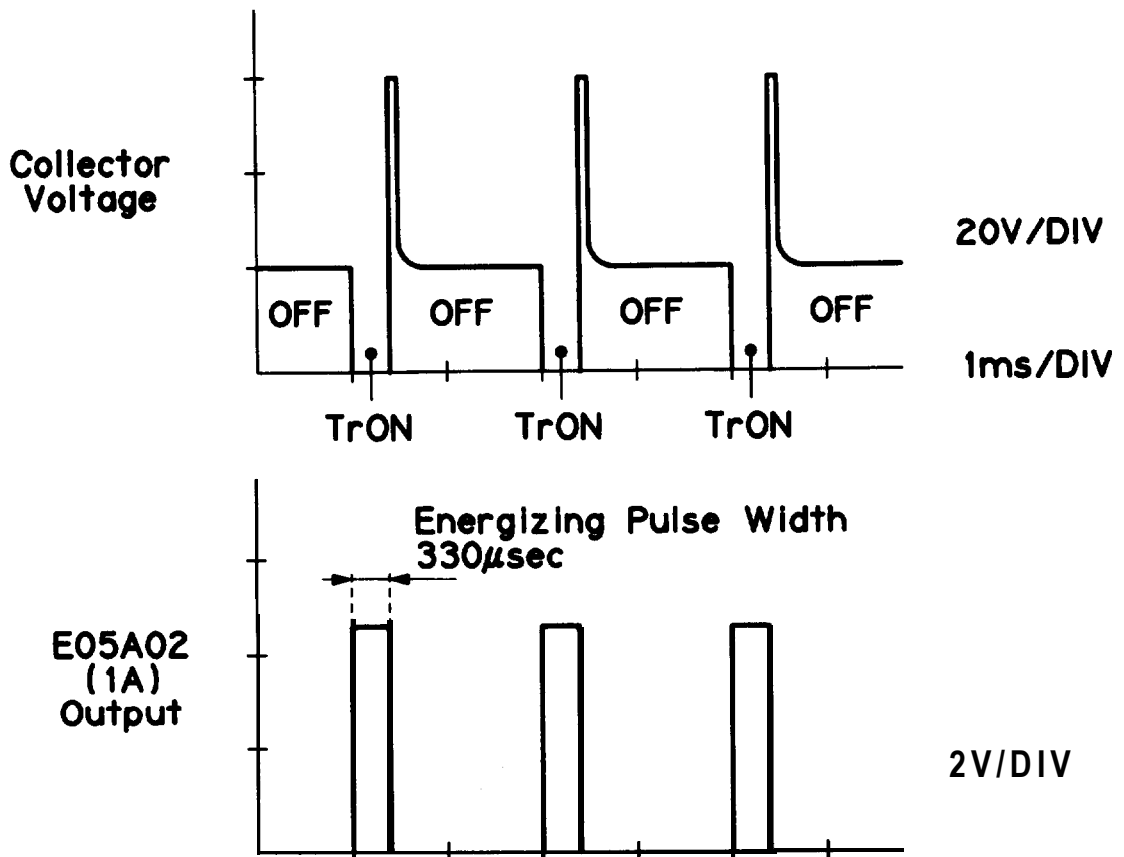 Collector
Voltage
20V/DIV
OFF
OFF
OFF
OFF
1ms/DIV
TrON
TrON
TrON
Energizing Pulse Width
330μsec
E05A02
(1A)
Output
2V/DIV